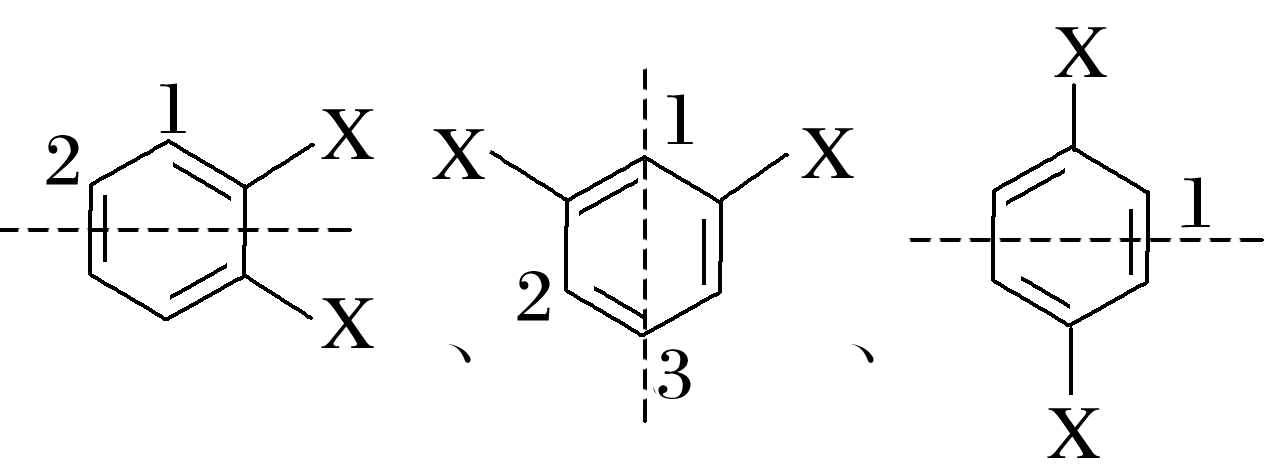 X
1 X 1
2 X X
1
2 、 、
X 3
X